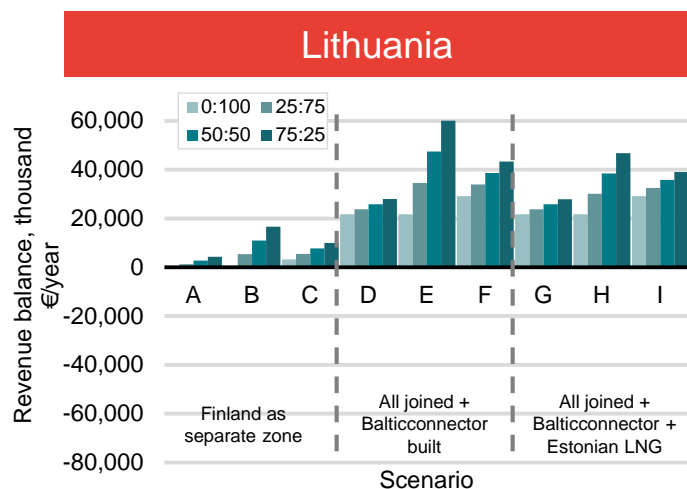 Lithuania
Revenue balance, thousand
€/year
0:100 25:75
50:50 75:25
60,000
40,000
20,000
0
-20,000
-40,000
-60,000
-80,000
A B C D E F G H I
Finland as
separate zone
All joined +
Balticconnector
built
All joined +
Balticconnector +
Estonian LNG
Scenario